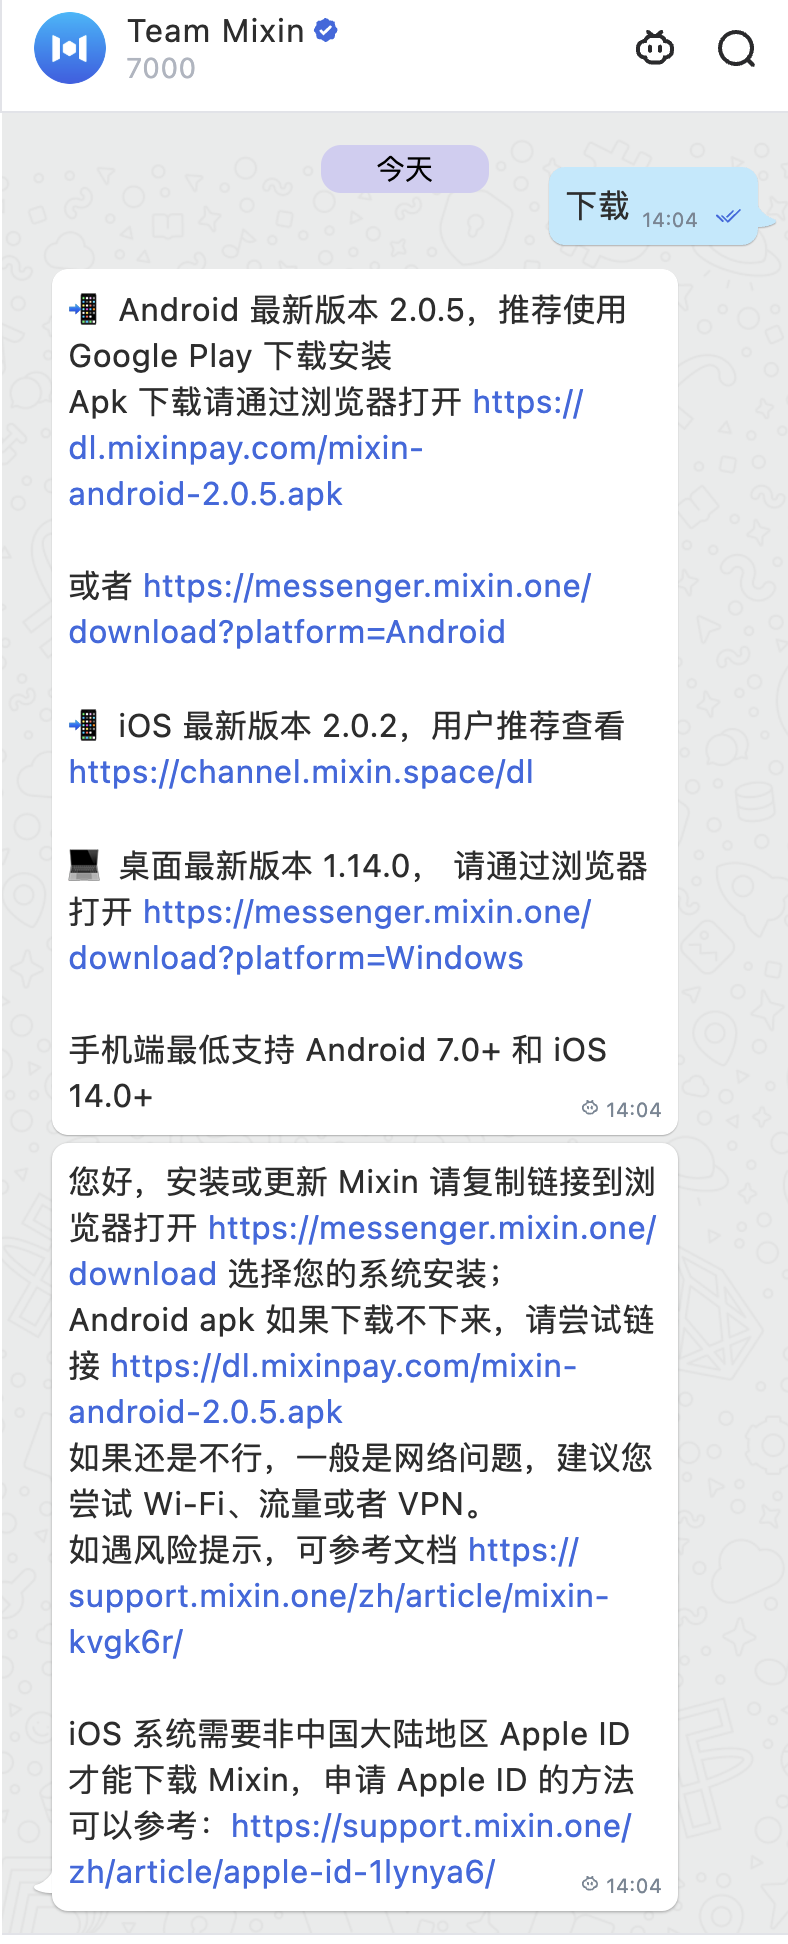 Team Mixin
7000
今天
下载 14:04
Android 最新版本 2.0.5，推荐使用
Google Play 下载安装
Apk 下载请通过浏览器打开 https://
dl.mixinpay.com/mixin-
android-2.0.5.apk
或者 https://messenger.mixin.one/
download?platform=Android
iOS 最新版本 2.0.2，用户推荐查看
https://channel.mixin.space/dl
桌面最新版本 1.14.0， 请通过浏览器
打开 https://messenger.mixin.one/
download?platform=Windows
手机端最低支持 Android 7.0+ 和 iOS
14.0+
14:04
您好，安装或更新 Mixin 请复制链接到浏
览器打开 https://messenger.mixin.one/
download 选择您的系统安装；
Android apk 如果下载不下来，请尝试链
接 https://dl.mixinpay.com/mixin-
android-2.0.5.apk
如果还是不行，一般是网络问题，建议您
尝试 Wi-Fi、流量或者 VPN。
如遇风险提示，可参考文档 https://
support.mixin.one/zh/article/mixin-
kvgk6r/
iOS 系统需要非中国大陆地区 Apple ID
才能下载 Mixin，申请 Apple ID 的方法
可以参考：https://support.mixin.one/
zh/article/apple-id-1lynya6/
14:04